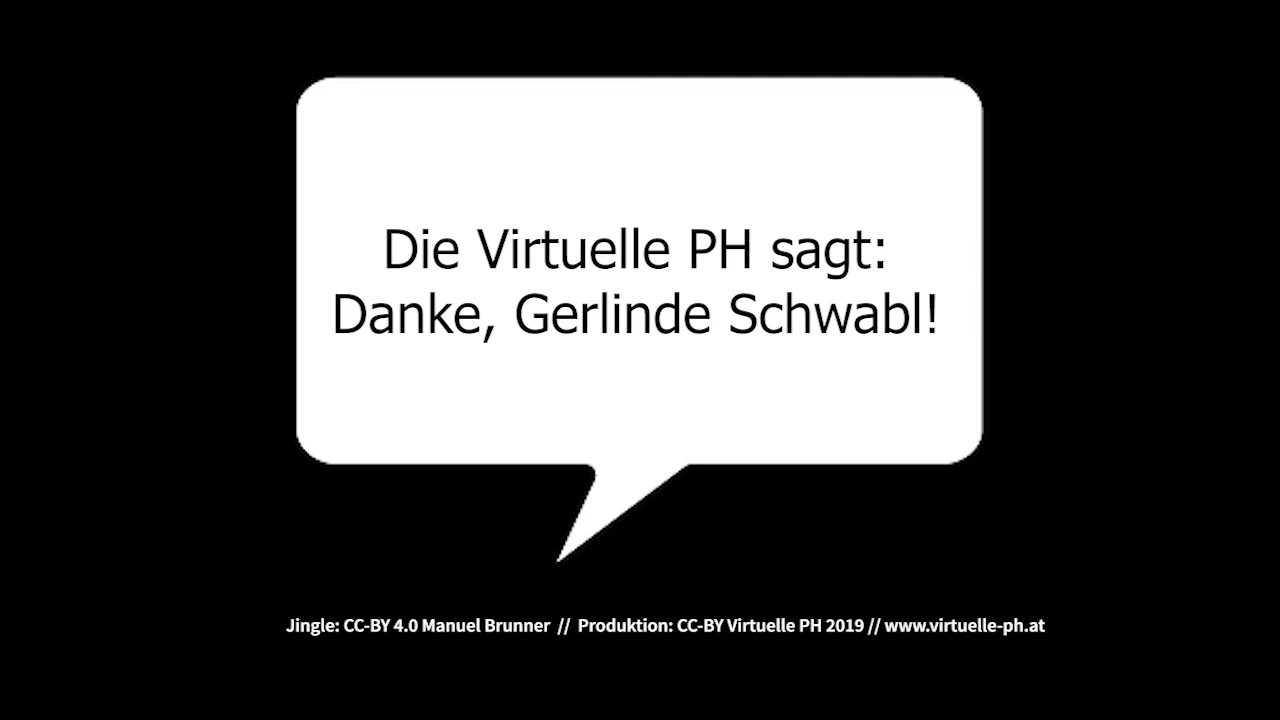 Die Virtuelle PH sagt:
Danke, Gerlinde Schwabl!
Jingle: CC-BY 4.0 Manuel Brunner // Produktion: CC-BY Virtuelle PH 2019 // www.virtuelle-ph.at